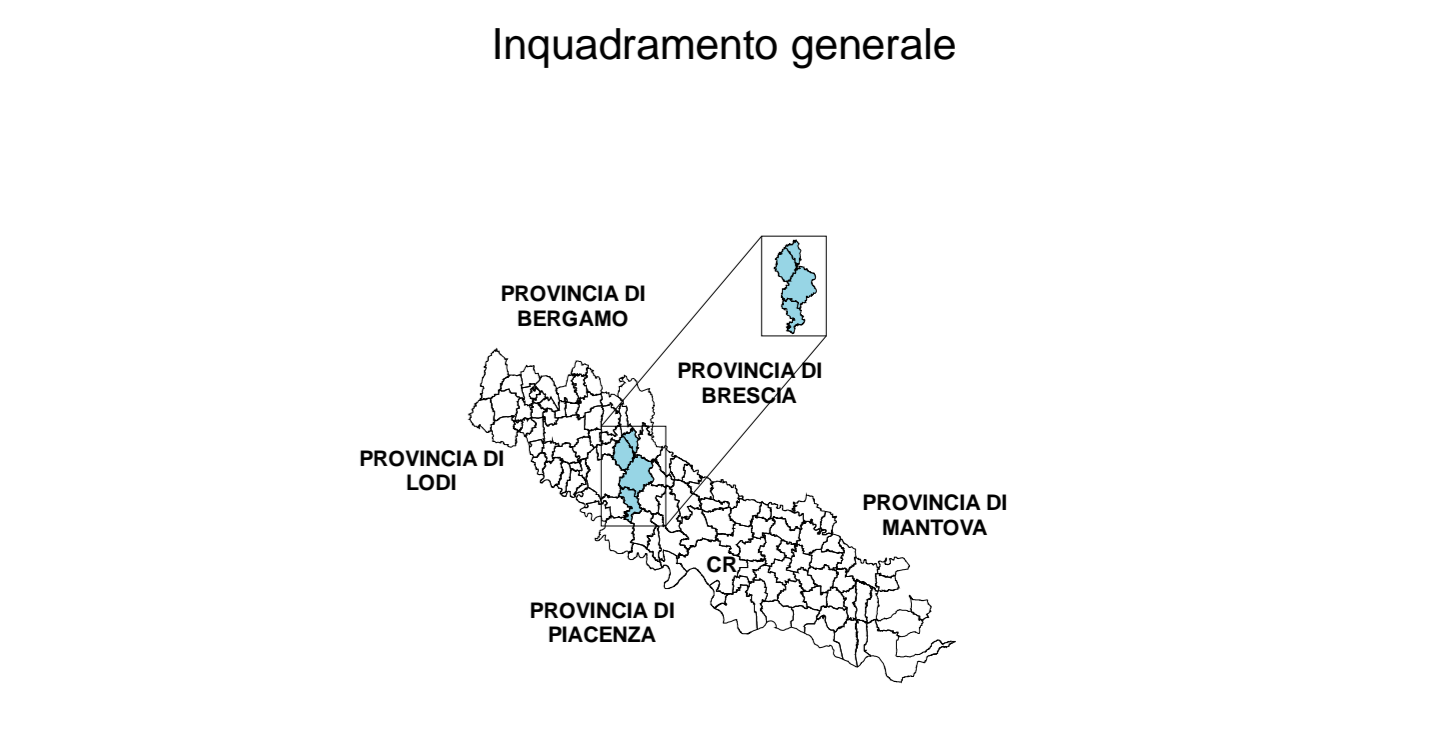 Inquadramento generale
PROVINCIA DI
BERGAMO
PROVINCIA DI
BRESCIA
PROVINCIA DI
LODI
PROVINCIA DI
MANTOVA
CR
PROVINCIA DI
PIACENZA